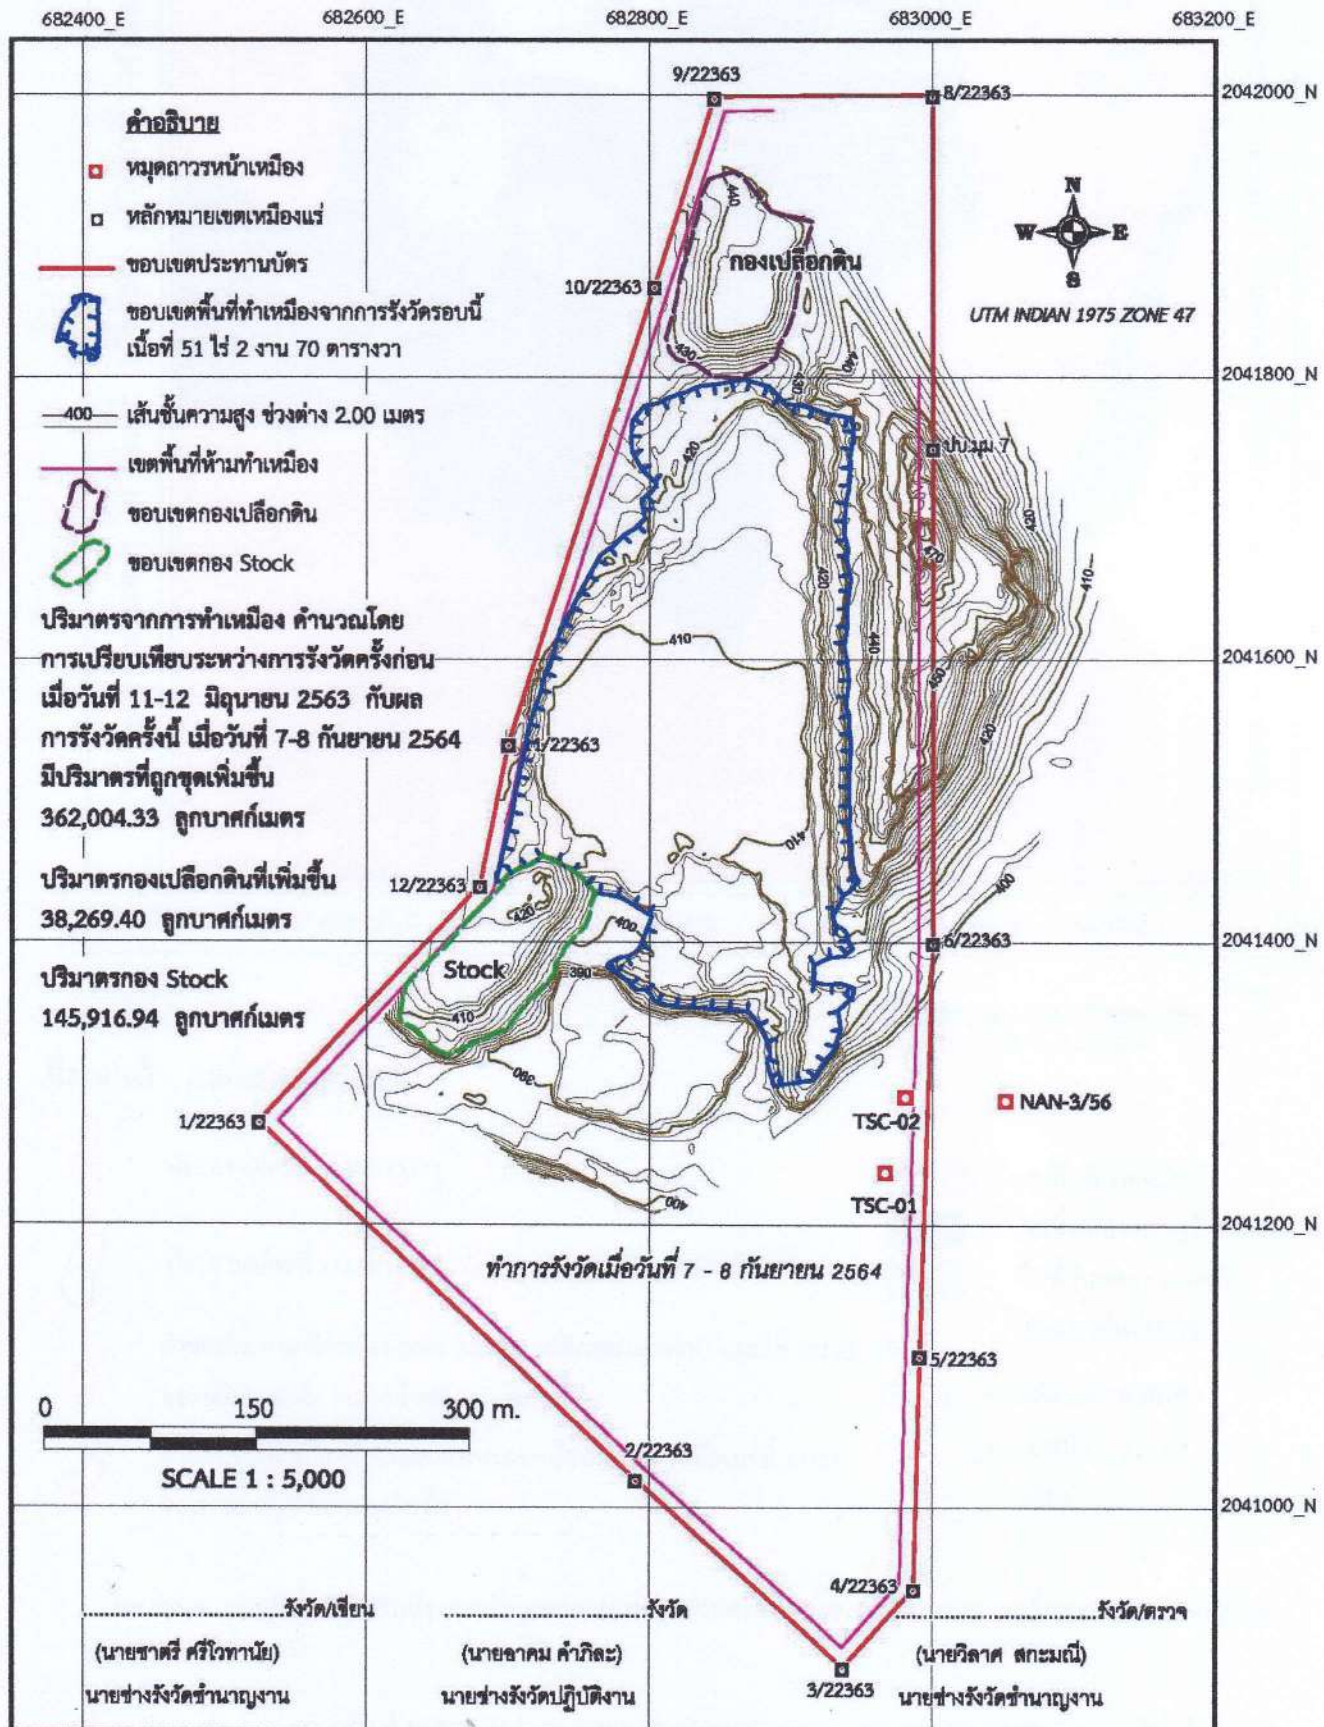 682400_E 682600_E 682800_E 683000_E 683200_E
9/22363
8/22363
2042000_N
คำอธิบาย
หมุดถาวรหน้าเหมือง
หลักหมายเขตเหมืองแร่
ขอบเขตประทานบัตร
ขอบเขตพื้นที่ทำเหมืองจากการรังวัดรอบนี้
เนื้อที่ 51 ไร่ 2 งาน 70 ตารางวา
400 เส้นชั้นความสูง ช่วงต่าง 2.00 เมตร
เขตพื้นที่ห้ามทำเหมือง
ขอบเขตกองเปลือกดิน
ขอบเขตกอง Stock
N
W E
S
UTM INDIAN 1975 ZONE 47
440
กองเปลือกดิน
10/22363
430
430
440
2041800_N
420
ปบ.มุม 7
420
470
410
420
410
440
2041600_N
460
420
ปริมาตรจากการทำเหมือง คำนวณโดย
การเปรียบเทียบระหว่างการรังวัดครั้งก่อน
เมื่อวันที่ 11-12 มิถุนายน 2563 กับผล
การรังวัดครั้งนี้ เมื่อวันที่ 7-8 กันยายน 2564
มีปริมาตรที่ถูกขุดเพิ่มขึ้น
362,004.33 ลูกบาศก์เมตร
ปริมาตรกองเปลือกดินที่เพิ่มขึ้น
38,269.40 ลูกบาศก์เมตร
ปริมาตรกอง Stock
145,916.94 ลูกบาศก์เมตร
1/22363
410
12/22363
400
420
400
6/22363
2041400_N
Stock
390
410
390
1/22363
TSC-02
NAN-3/56
TSC-01
400
2041200_N
ทำการรังวัดเมื่อวันที่ 7 - 8 กันยายน 2564
5/22363
0 150 300 m.
SCALE 1 : 5,000
2/22363
2041000_N
4/22363
3/22363
รังวัด/เขียน รังวัด รังวัด/ตรวจ
(นายชาตรี ศรีโวทานัย) (นายอาคม คำภิละ) (นายวิลาศ สกะมณี)
นายช่างรังวัดชำนาญงาน นายช่างรังวัดปฏิบัติงาน นายช่างรังวัดชำนาญงาน